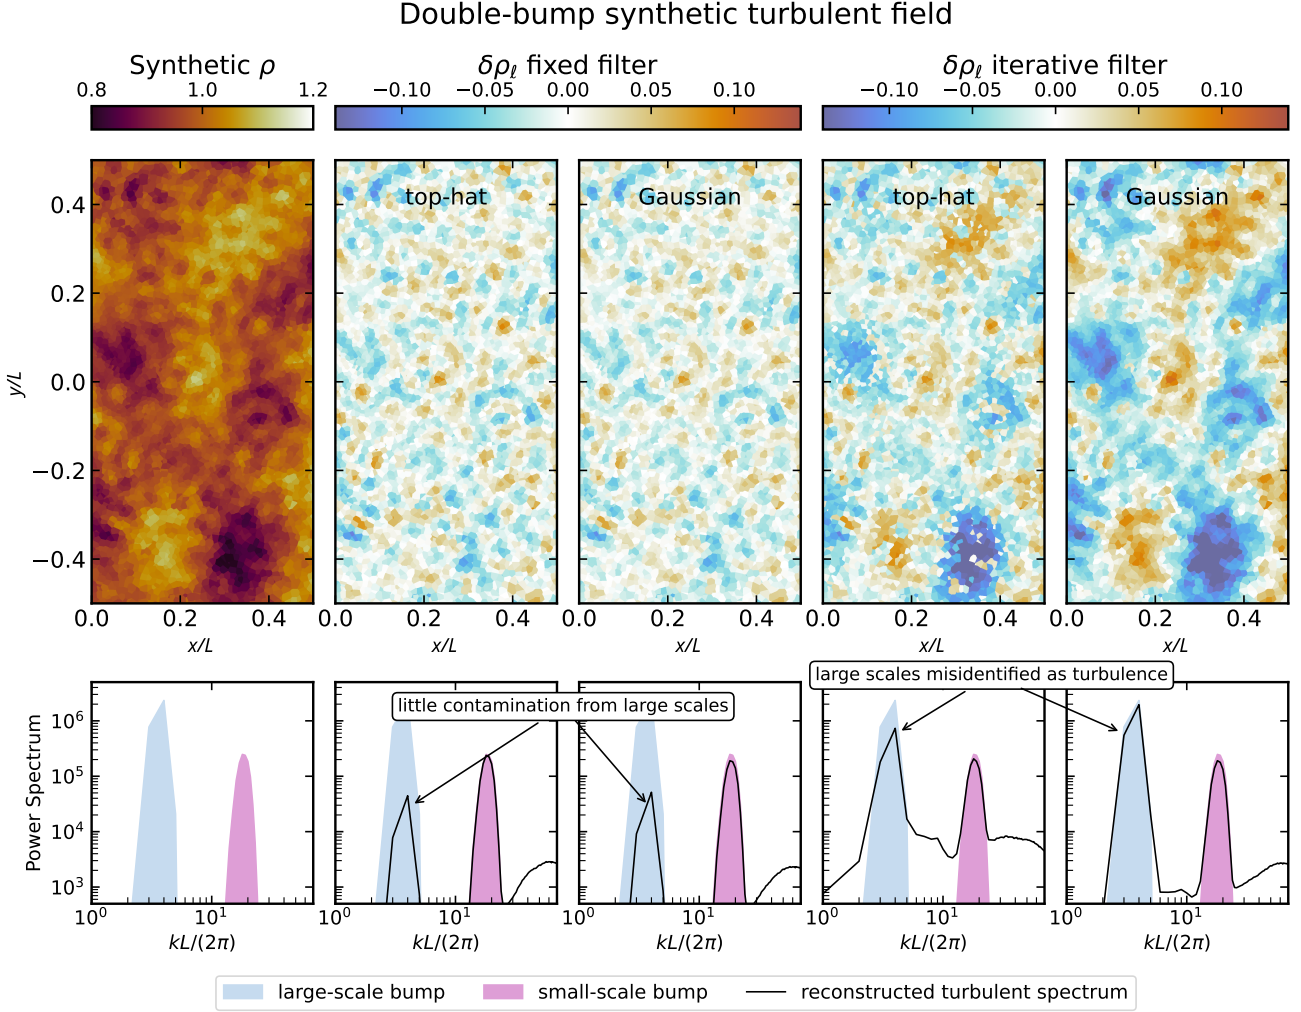 Double-bump synthetic turbulent field
Synthetic ρ
δρℓ fixed filter
δρℓ iterative filter
0.8 1.0 1.2
−0.10 −0.05 0.00 0.05 0.10
−0.10 −0.05 0.00 0.05 0.10
top-hat
Gaussian
top-hat
Gaussian
y/L
0.4
0.2
0.0
−0.2
−0.4
0.0 0.2 0.4
0.0 0.2 0.4
0.0 0.2 0.4
0.0 0.2 0.4
0.0 0.2 0.4
x/L
x/L
x/L
x/L
x/L
large scales misidentified as turbulence
little contamination from large scales
Power Spectrum
10⁶
10⁵
10⁴
10³
10⁰ 10¹
10⁰ 10¹
10⁰ 10¹
10⁰ 10¹
10⁰ 10¹
kL/(2π)
kL/(2π)
kL/(2π)
kL/(2π)
kL/(2π)
large-scale bump
small-scale bump
reconstructed turbulent spectrum